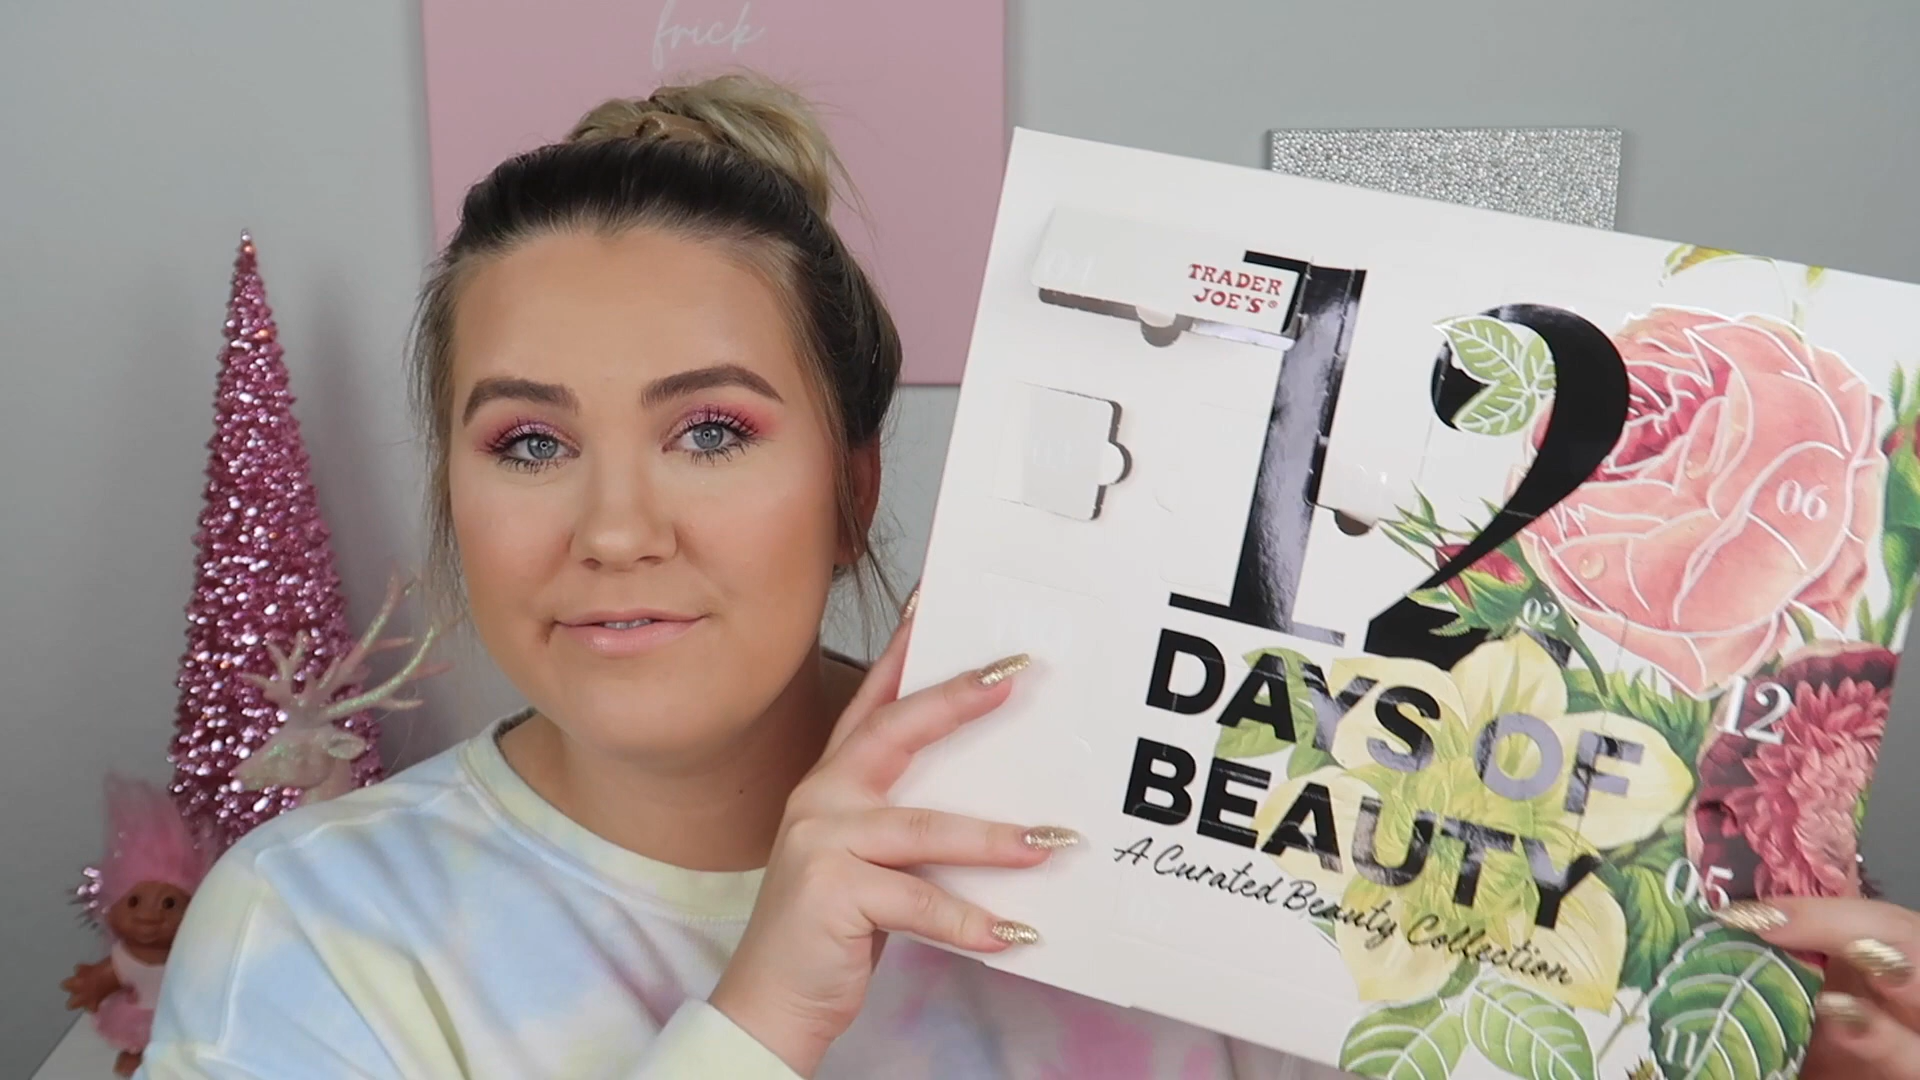 frick
TRADER
JOE'S®
12
DAYS OF
BEAUTY
A Curated Beauty Collection
06
02
12
05
11